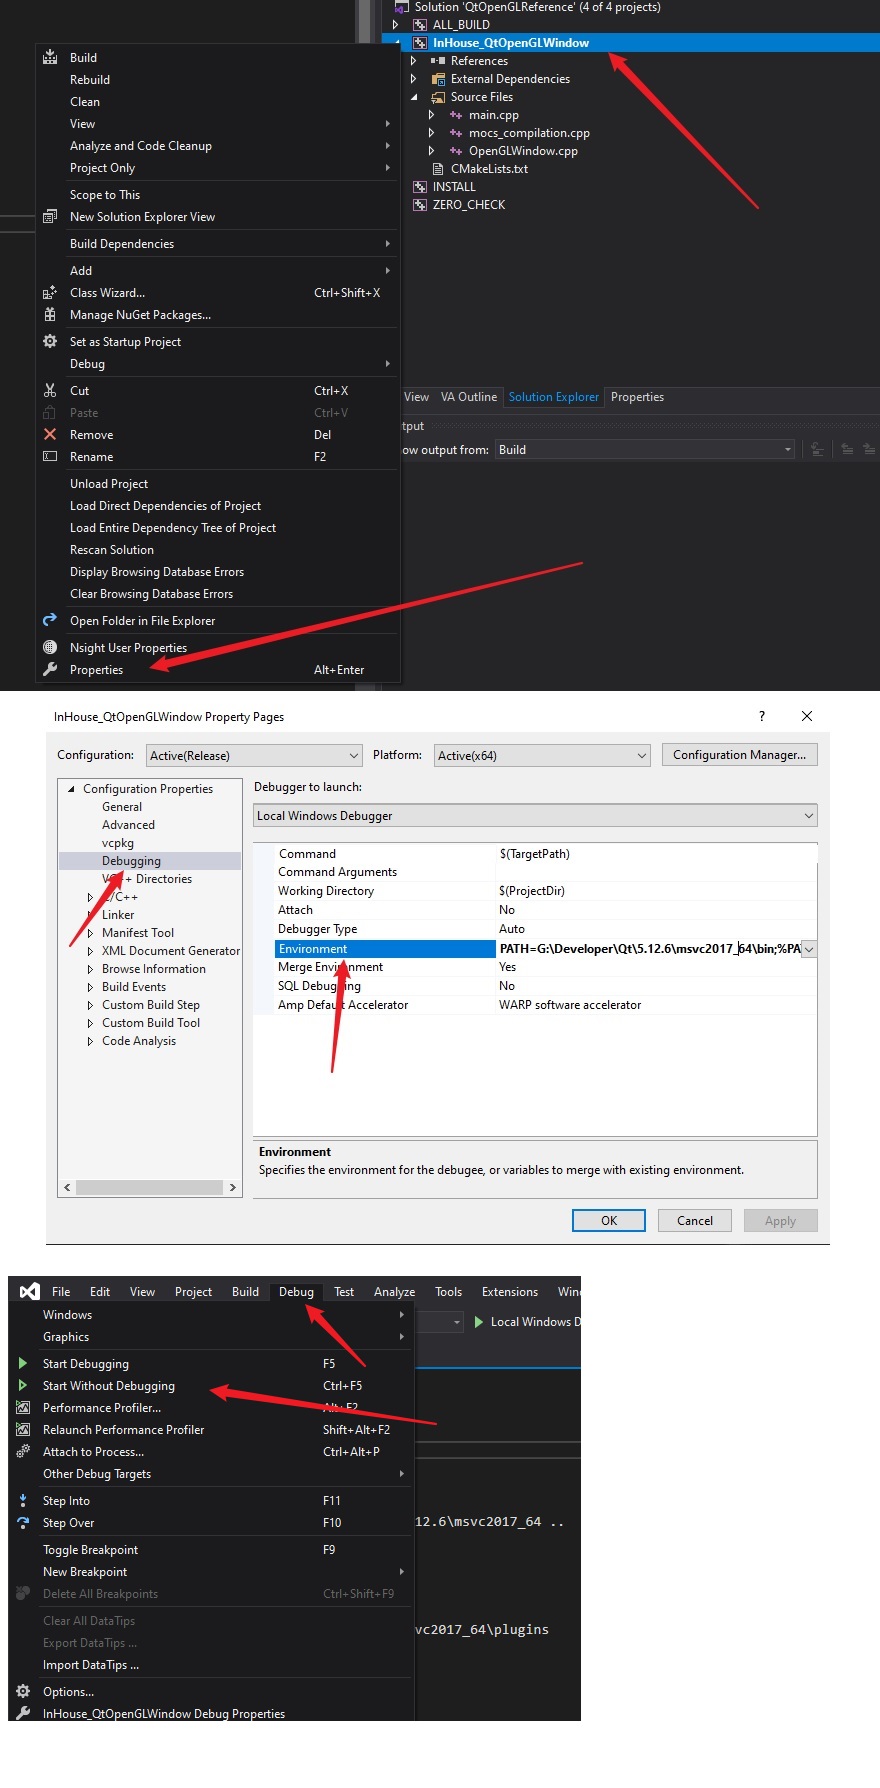 Solution 'QtOpenGLReference' (4 of 4 projects)
ALL_BUILD
InHouse_QtOpenGLWindow
References
External Dependencies
Source Files
main.cpp
mocs_compilation.cpp
OpenGLWindow.cpp
CMakeLists.txt
INSTALL
ZERO_CHECK
Build
Rebuild
Clean
View
Analyze and Code Cleanup
Project Only
Scope to This
New Solution Explorer View
Build Dependencies
Add
Class Wizard... Ctrl+Shift+X
Manage NuGet Packages...
Set as Startup Project
Debug
Cut Ctrl+X
Paste Ctrl+V
Remove Del
Rename F2
Unload Project
Load Direct Dependencies of Project
Load Entire Dependency Tree of Project
Rescan Solution
Display Browsing Database Errors
Clear Browsing Database Errors
Open Folder in File Explorer
Nsight User Properties
Properties Alt+Enter
View VA Outline Solution Explorer Properties
tput
ow output from: Build
InHouse_QtOpenGLWindow Property Pages ?
Configuration: Active(Release) Platform: Active(x64) Configuration Manager...
Configuration Properties
General
Advanced
vcpkg
Debugging
VC++ Directories
C/C++
Linker
Manifest Tool
XML Document Generator
Browse Information
Build Events
Custom Build Step
Custom Build Tool
Code Analysis
Debugger to launch:
Local Windows Debugger
Command $(TargetPath)
Command Arguments
Working Directory $(ProjectDir)
Attach No
Debugger Type Auto
Environment PATH=G:\Developer\Qt\5.12.6\msvc2017_64\bin;%PA
Merge Environment Yes
SQL Debugging No
Amp Default Accelerator WARP software accelerator
Environment
Specifies the environment for the debugee, or variables to merge with existing environment.
OK Cancel Apply
File Edit View Project Build Debug Test Analyze Tools Extensions Win
Local Windows D
Windows
Graphics
Start Debugging F5
Start Without Debugging Ctrl+F5
Performance Profiler... Alt+F2
Relaunch Performance Profiler Shift+Alt+F2
Attach to Process... Ctrl+Alt+P
Other Debug Targets
Step Into F11
Step Over F10
Toggle Breakpoint F9
New Breakpoint
Delete All Breakpoints Ctrl+Shift+F9
Clear All DataTips
Export DataTips ...
Import DataTips ...
Options...
InHouse_QtOpenGLWindow Debug Properties
12.6\msvc2017_64 ..
vc2017_64\plugins